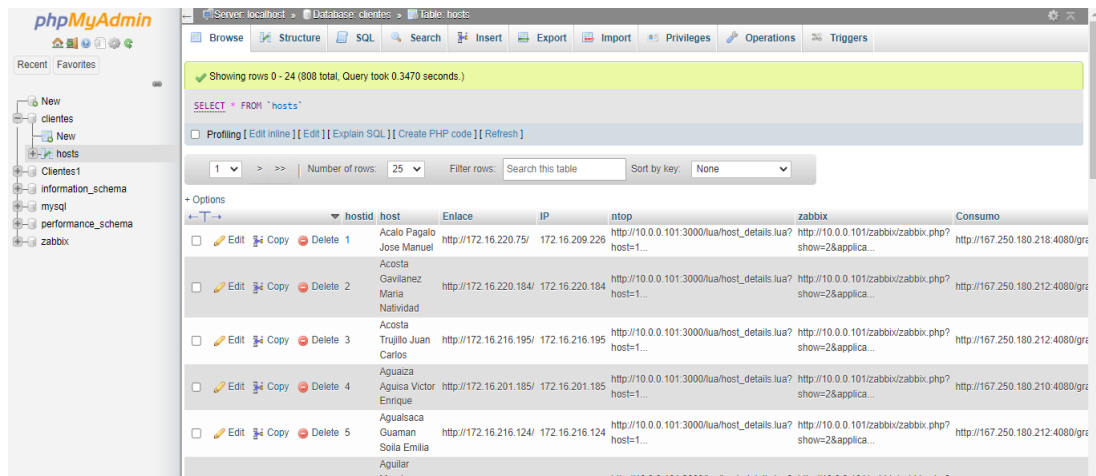 phpMyAdmin
Recent Favorites
New
clientes
New
hosts
Clientes1
information_schema
mysql
performance_schema
zabbix
Server: localhost » Database: clientes » Table: hosts
Browse Structure SQL Search Insert Export Import Privileges Operations Triggers
Showing rows 0 - 24 (808 total, Query took 0.3470 seconds.)
SELECT * FROM `hosts`
Profiling [ Edit inline ] [ Edit ] [ Explain SQL ] [ Create PHP code ] [ Refresh ]
1 > >> Number of rows: 25 Filter rows: Search this table Sort by key: None
+ Options
hostid host Enlace IP ntop zabbix Consumo
Edit Copy Delete 1 Acalo Pagalo http://172.16.220.75/ 172.16.209.226 http://10.0.0.101:3000/lua/host_details.lua? http://10.0.0.101/zabbix/zabbix.php? http://167.250.180.218:4080/gra
Jose Manuel host=1... show=2&applica...
Acosta
Gavilanez
Edit Copy Delete 2 http://172.16.220.184/ 172.16.220.184 http://10.0.0.101:3000/lua/host_details.lua? http://10.0.0.101/zabbix/zabbix.php? http://167.250.180.212:4080/gra
Maria host=1... show=2&applica...
Natividad
Acosta
Edit Copy Delete 3 Trujillo Juan http://172.16.216.195/ 172.16.216.195 http://10.0.0.101:3000/lua/host_details.lua? http://10.0.0.101/zabbix/zabbix.php? http://167.250.180.212:4080/gra
Carlos host=1... show=2&applica...
Aguaiza
Edit Copy Delete 4 Aguisa Victor http://172.16.201.185/ 172.16.201.185 http://10.0.0.101:3000/lua/host_details.lua? http://10.0.0.101/zabbix/zabbix.php? http://167.250.180.210:4080/gra
Enrique host=1... show=2&applica...
Agualsaca
Edit Copy Delete 5 Guaman http://172.16.216.124/ 172.16.216.124 http://10.0.0.101:3000/lua/host_details.lua? http://10.0.0.101/zabbix/zabbix.php? http://167.250.180.212:4080/gra
Soila Emilia host=1... show=2&applica...
Aguilar